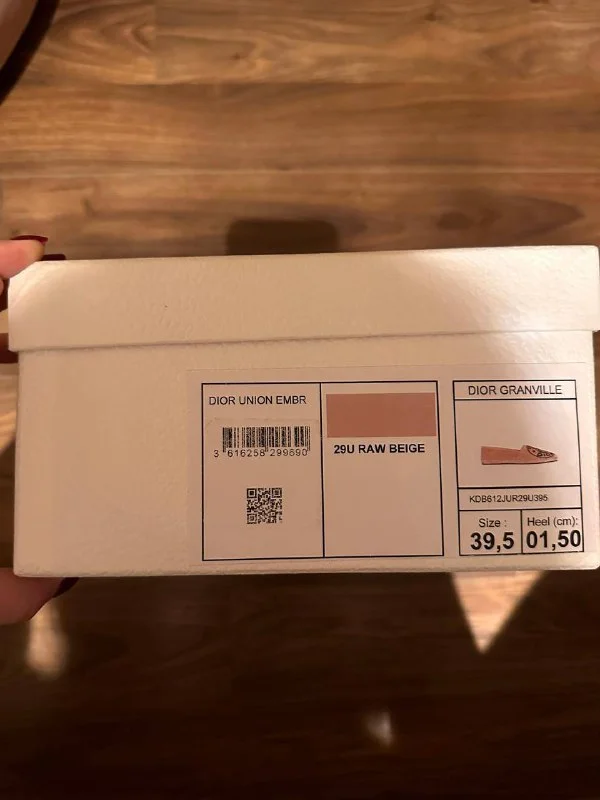 DIOR UNION EMBR
3 616258 299690
29U RAW BEIGE
DIOR GRANVILLE
KDB612JUR29U395
Size :
39,5
Heel (cm):
01,50